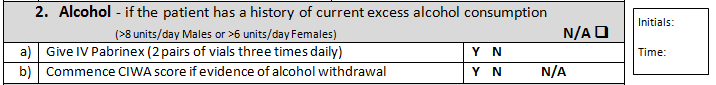 2. Alcohol - if the patient has a history of current excess alcohol consumption
(>8 units/day Males or >6 units/day Females) N/A ☐
a) Give IV Pabrinex (2 pairs of vials three times daily) Y N
b) Commence CIWA score if evidence of alcohol withdrawal Y N N/A
Initials:
Time: